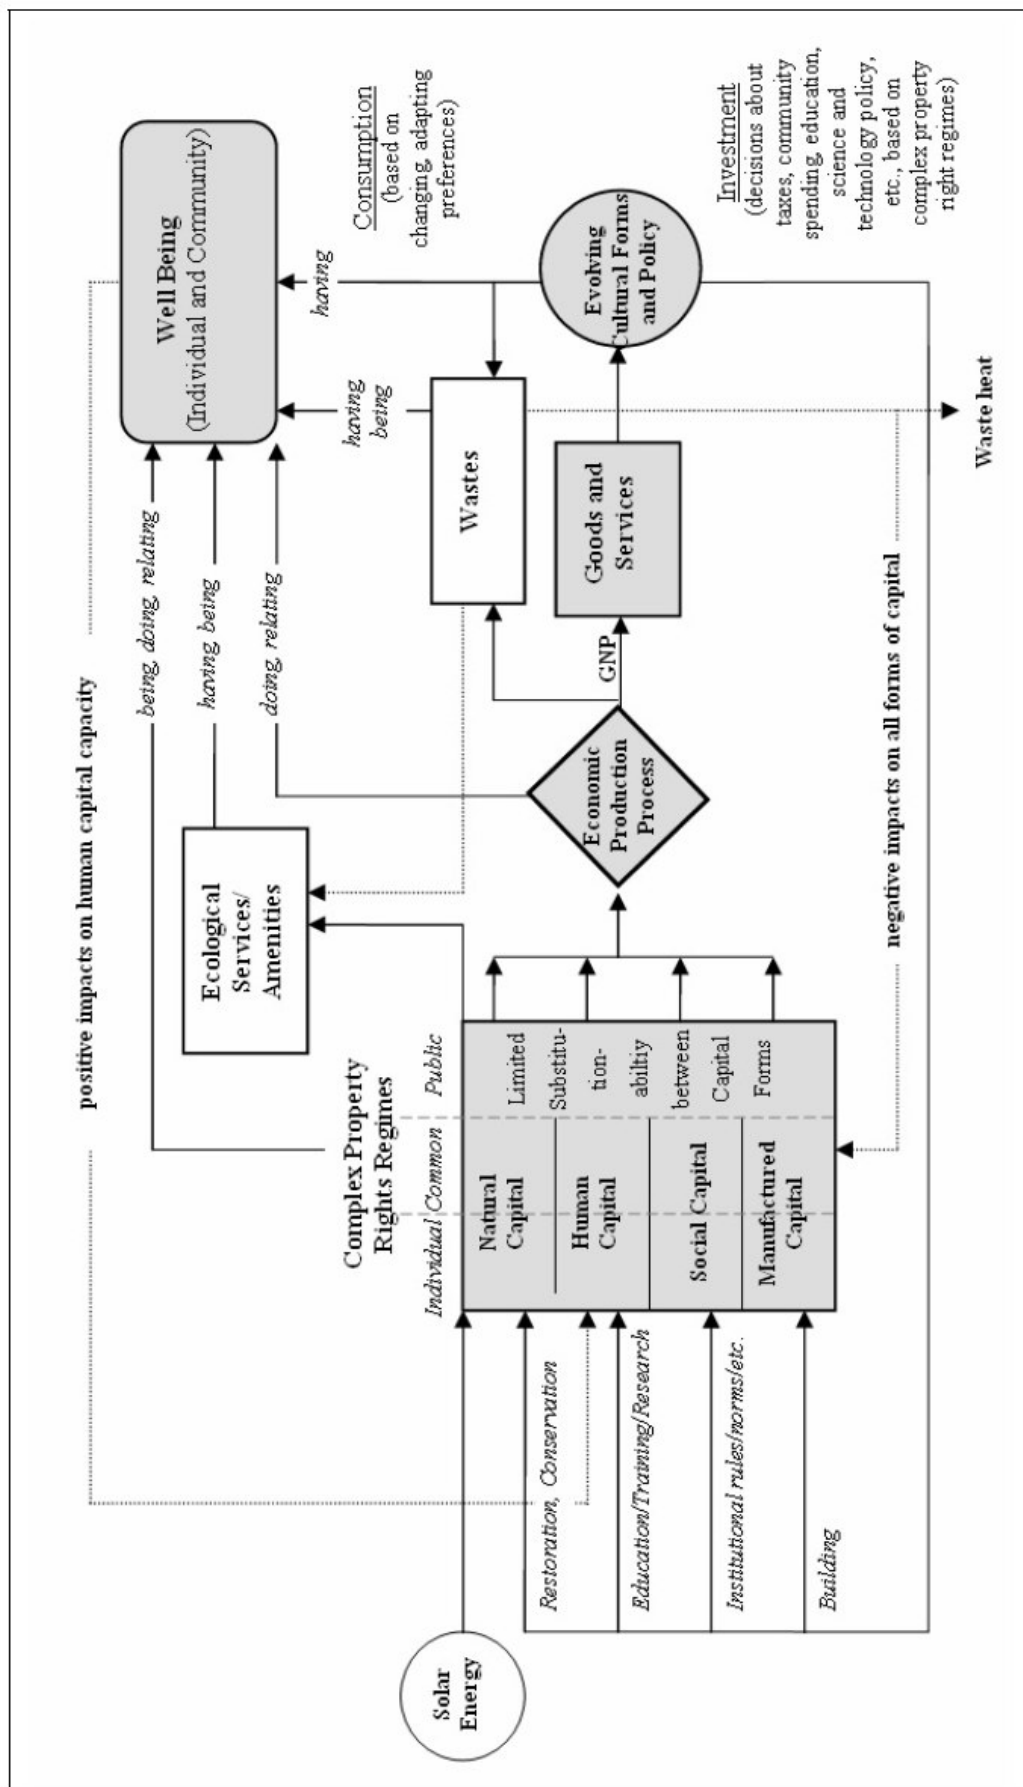 positive impacts on human capital capacity
Well Being
(Individual and Community)
being, doing, relating
having, being
doing, relating
having,
being
having
Consumption
(based on
changing, adapting
preferences)
Ecological
Services/
Amenities
Wastes
Complex Property
Rights Regimes
Individual
Common
Public
Solar
Energy
Natural
Capital
Human
Capital
Social Capital
Manufactured
Capital
Limited
Substitu-
tion-
abiltiy
between
Capital
Forms
Economic
Production
Process
GNP
Goods and
Services
Evolving
Cultural Forms
and Policy
Investment
(decisions about
taxes, community
spending, education,
science and
technology policy,
etc., based on
complex property
right regimes)
Restoration, Conservation
Education/Training/Research
Institutional rules/norms/etc.
Building
negative impacts on all forms of capital
Waste heat